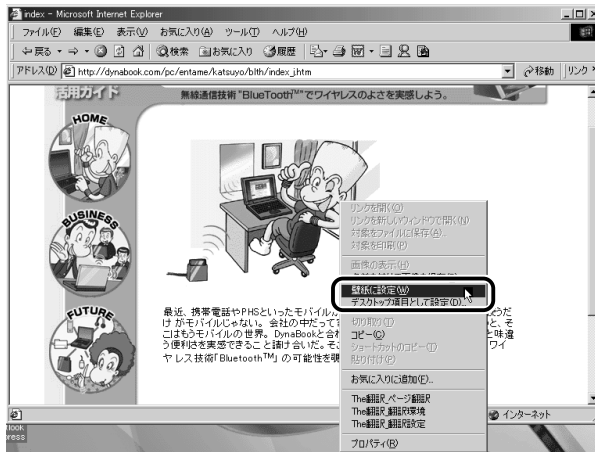 index - Microsoft Internet Explorer
ファイル(F) 編集(E) 表示(V) お気に入り(A) ツール(T) ヘルプ(H)
戻る 検索 お気に入り 履歴
アドレス(D) http://dynabook.com/pc/entame/katsuyo/blth/index_j.htm 移動 リンク
活用ガイド
無線通信技術"BlueTooth™"でワイヤレスのよさを実感しよう。
HOME
BUSINESS
FUTURE
リンクを開く(O)
リンクを新しいウィンドウで開く(N)
対象をファイルに保存(A)...
対象を印刷(P)
画像の表示(H)
壁紙に設定(W)
デスクトップ項目として設定(D)...
切り取り(T)
コピー(C)
ショートカットのコピー(T)
貼り付け(P)
お気に入りに追加(F)...
The翻訳_ページ翻訳
The翻訳_翻訳環境
The翻訳_翻訳設定
プロパティ(R)
最近、携帯電話やPHSといったモバイル
けがモバイルじゃない。会社の中だって
こはもうモバイルの世界。DynaBookと合
う便利さを実感できること請け合いだ。そ
ヤレス技術「Bluetooth™」の可能性を
インターネット